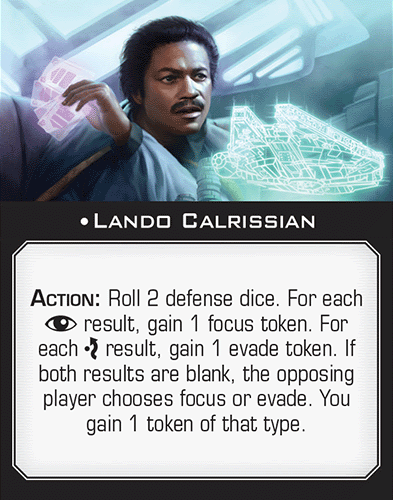 •Lando Calrissian
Action: Roll 2 defense dice. For each
result, gain 1 focus token. For
each result, gain 1 evade token. If
both results are blank, the opposing
player chooses focus or evade. You
gain 1 token of that type.